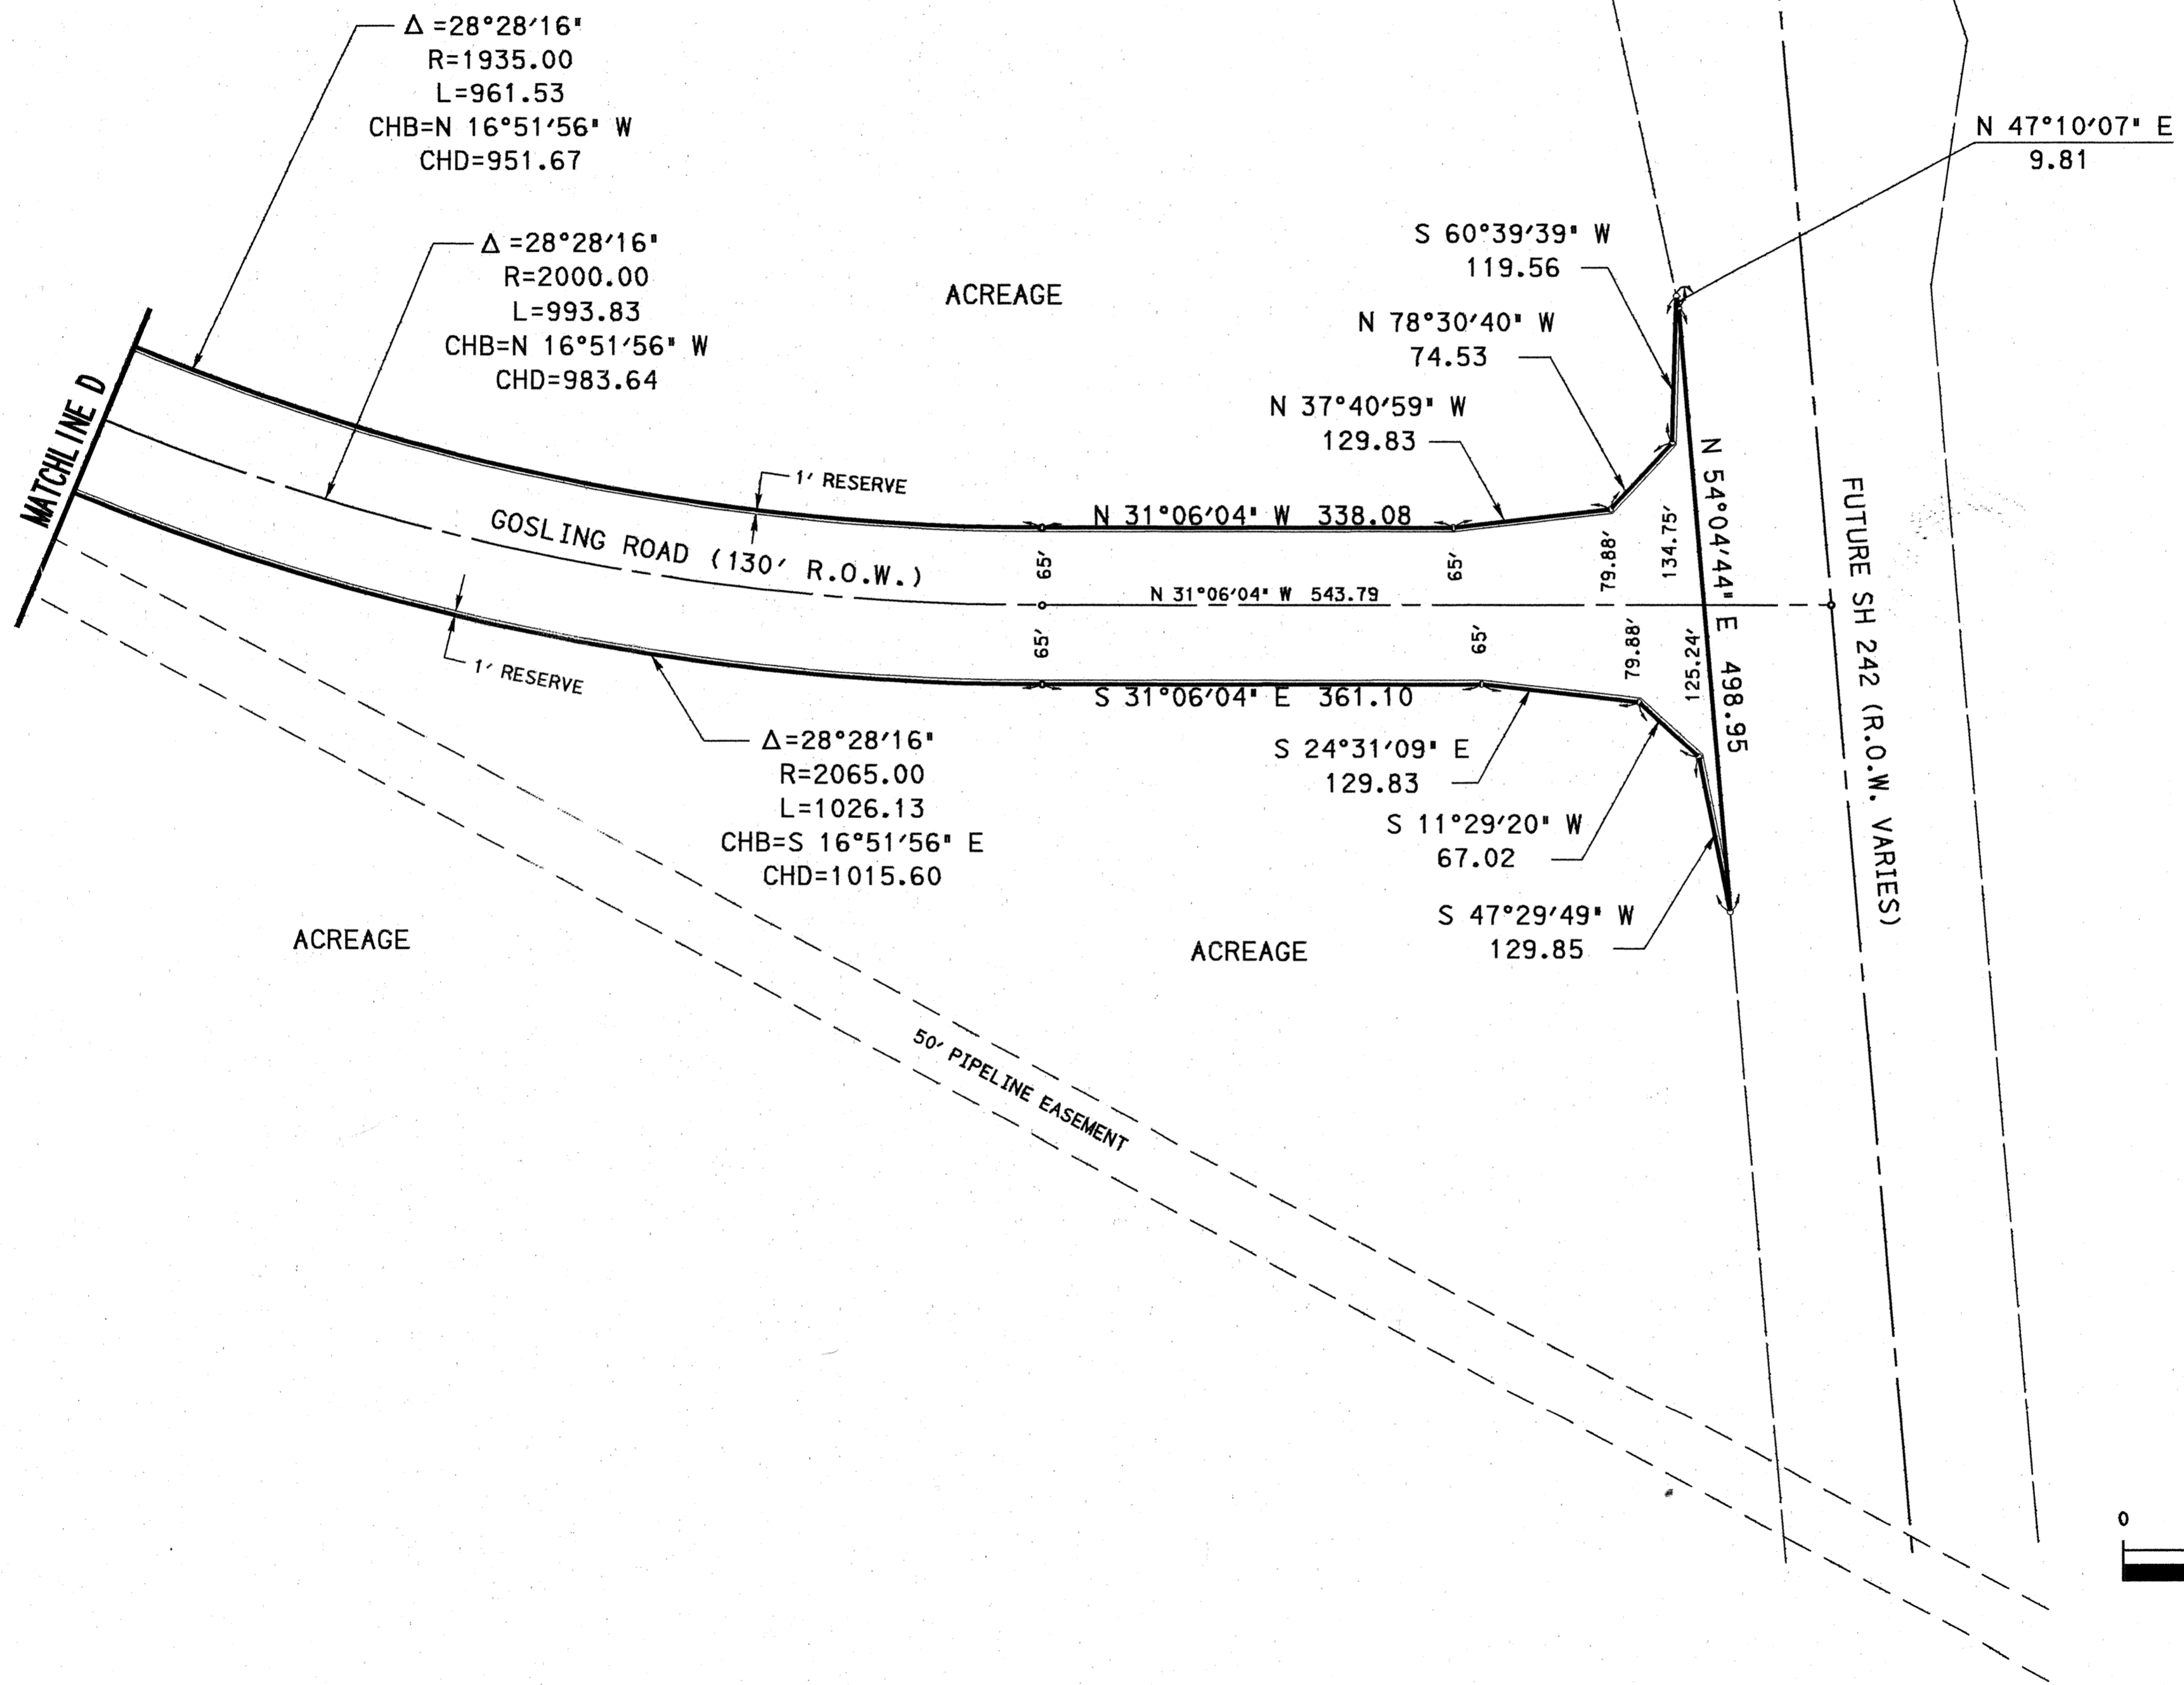 Δ =28°28'16"
R=1935.00
L=961.53
CHB=N 16°51'56" W
CHD=951.67
N 47°10'07" E
9.81
Δ =28°28'16"
R=2000.00
L=993.83
CHB=N 16°51'56" W
CHD=983.64
ACREAGE
S 60°39'39" W
119.56
N 78°30'40" W
74.53
N 37°40'59" W
129.83
MATCHLINE D
1' RESERVE
GOSLING ROAD (130' R.O.W.)
N 31°06'04" W 338.08
65'
65'
79.88'
134.75'
N 54°04'44" E 498.95
FUTURE SH 242 (R.O.W. VARIES)
N 31°06'04" W 543.79
65'
65'
79.88'
125.24'
1' RESERVE
S 31°06'04" E 361.10
Δ=28°28'16"
R=2065.00
L=1026.13
CHB=S 16°51'56" E
CHD=1015.60
S 24°31'09" E
129.83
S 11°29'20" W
67.02
S 47°29'49" W
129.85
ACREAGE
ACREAGE
50' PIPELINE EASEMENT
0